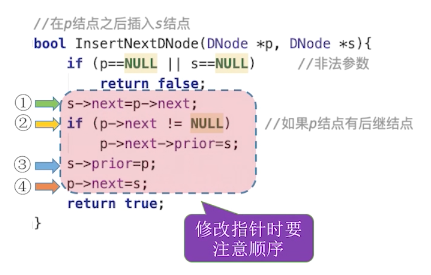 //在p结点之后插入s结点
bool InsertNextDNode(DNode *p, DNode *s){
if (p==NULL || s==NULL) //非法参数
return false;
① s->next=p->next;
② if (p->next != NULL) //如果p结点有后继结点
p->next->prior=s;
③ s->prior=p;
④ p->next=s;
return true;
}
修改指针时要
注意顺序